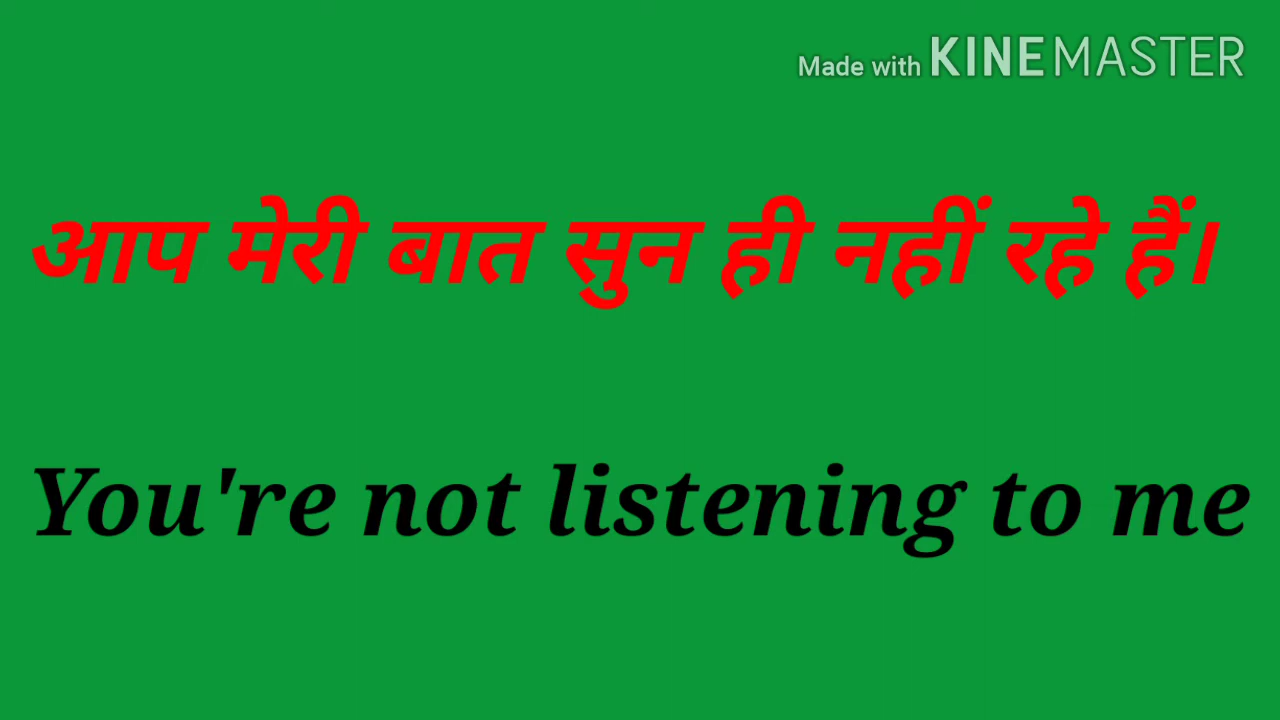 Made with KINEMASTER
आप मेरी बात सुन ही नहीं रहे हैं।
You're not listening to me